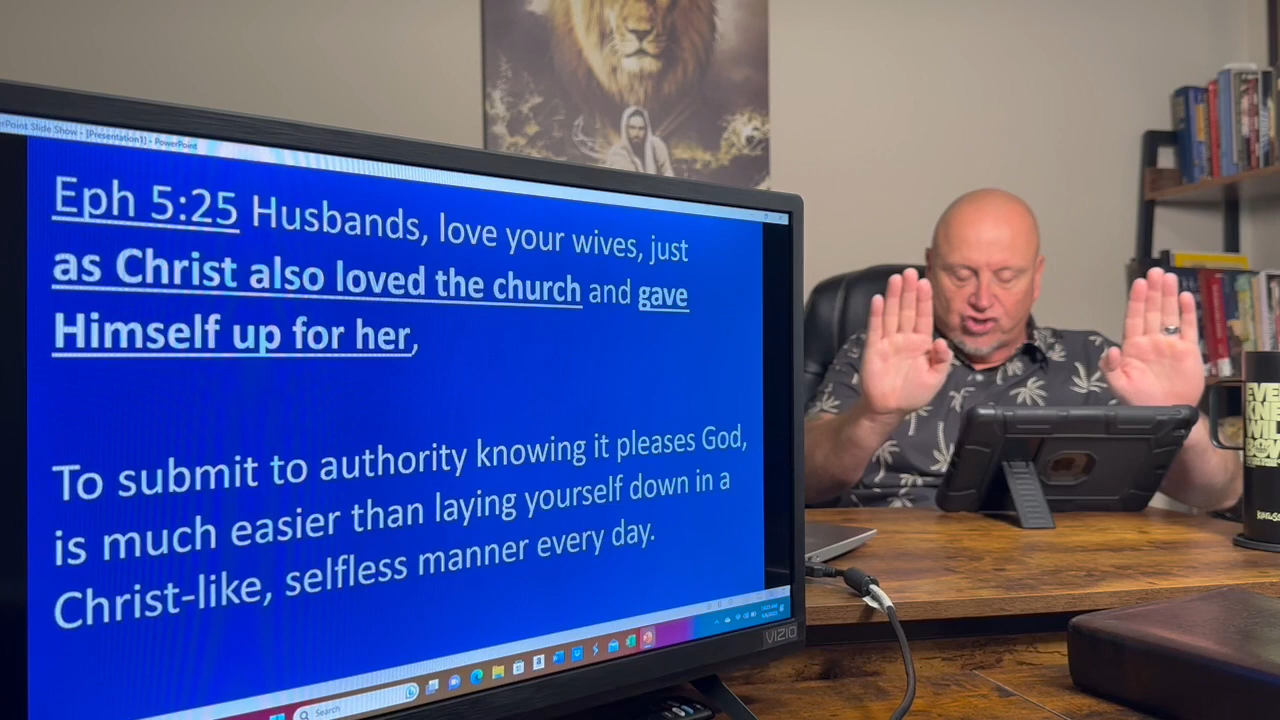 PowerPoint Slide Show - [Presentation1] - PowerPoint
Eph 5:25 Husbands, love your wives, just
as Christ also loved the church and gave
Himself up for her,
To submit to authority knowing it pleases God,
is much easier than laying yourself down in a
Christ-like, selfless manner every day.
Search
VIZIO
EVE
KNE
WIL
BOW